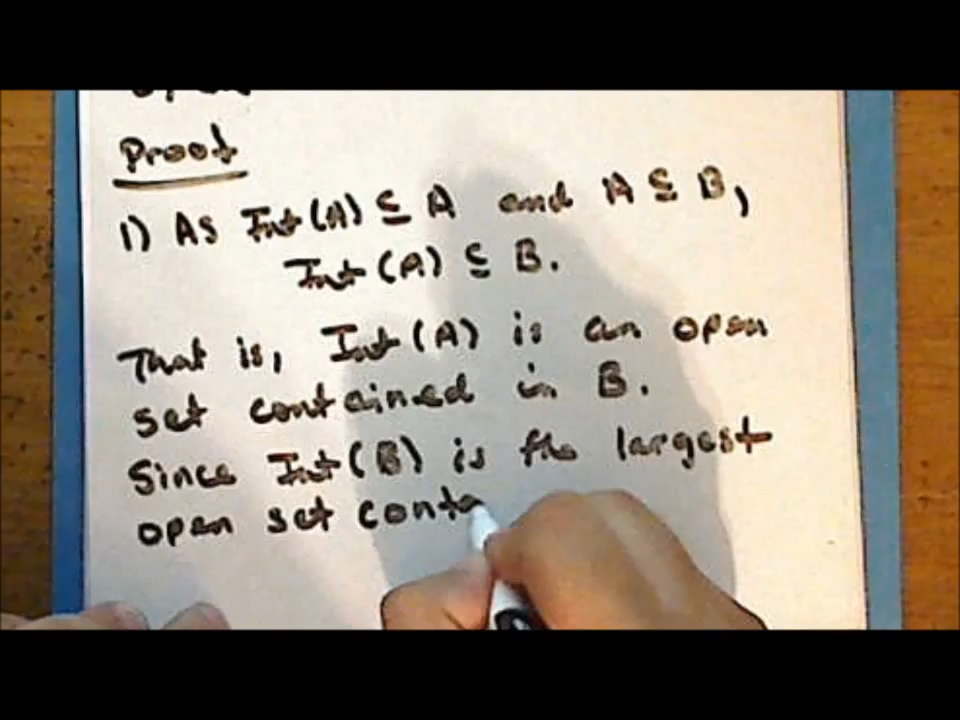 Proof
1) As Int(A) ⊆ A and A ⊆ B,
Int(A) ⊆ B.
That is, Int(A) is an open
set contained in B.
Since Int(B) is the largest
open set conta